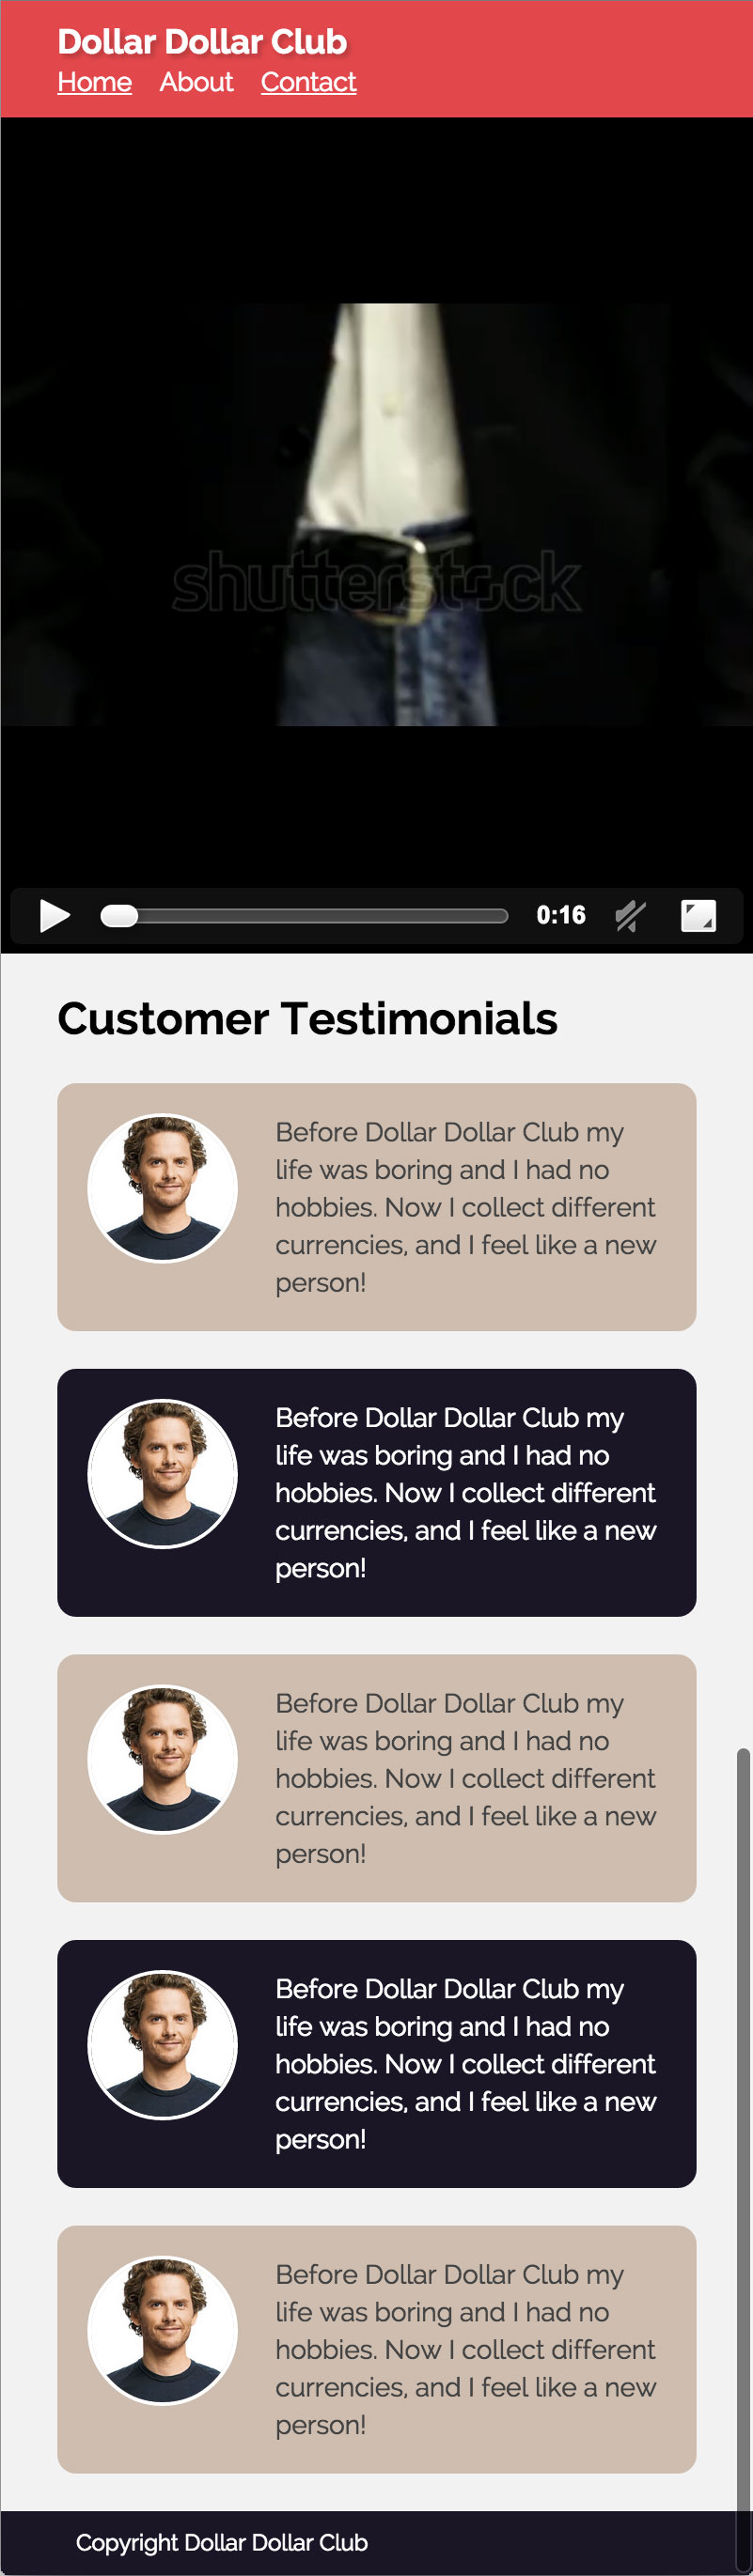 Dollar Dollar Club
Home About Contact
shutterstock
0:16
Customer Testimonials
Before Dollar Dollar Club my
life was boring and I had no
hobbies. Now I collect different
currencies, and I feel like a new
person!
Before Dollar Dollar Club my
life was boring and I had no
hobbies. Now I collect different
currencies, and I feel like a new
person!
Before Dollar Dollar Club my
life was boring and I had no
hobbies. Now I collect different
currencies, and I feel like a new
person!
Before Dollar Dollar Club my
life was boring and I had no
hobbies. Now I collect different
currencies, and I feel like a new
person!
Before Dollar Dollar Club my
life was boring and I had no
hobbies. Now I collect different
currencies, and I feel like a new
person!
Copyright Dollar Dollar Club